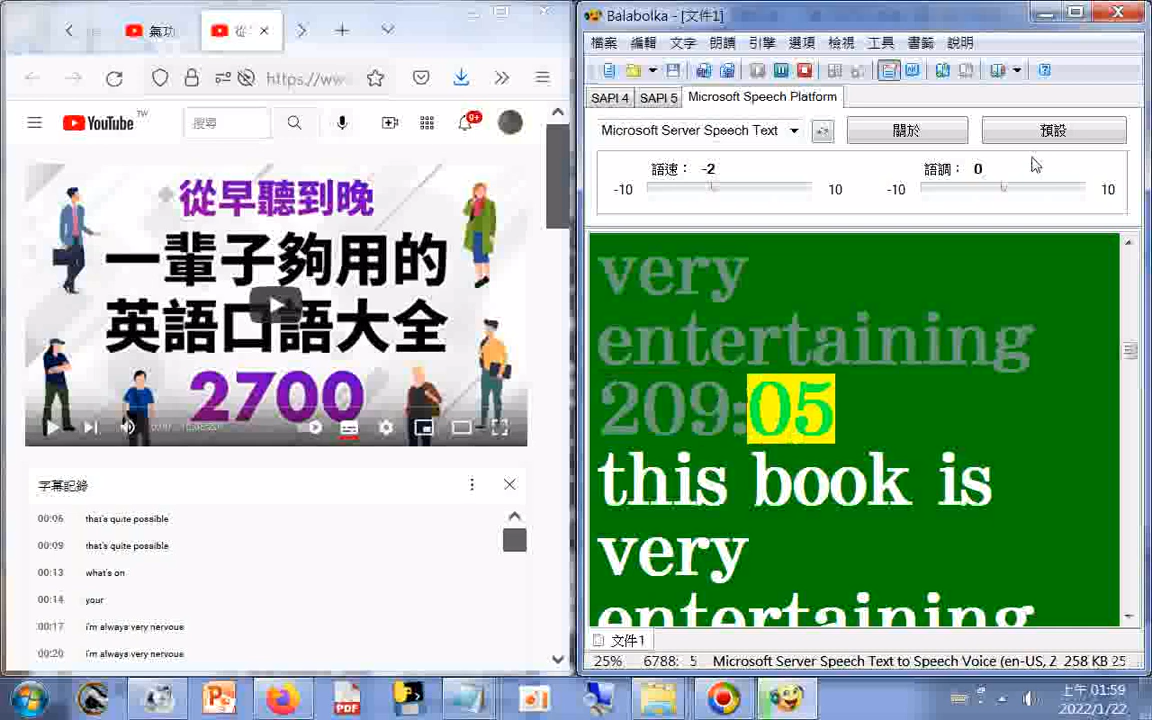 氣功
從
https://www
YouTube TW
搜尋
9+
從早聽到晚
一輩子夠用的
英語口語大全
2700
字幕記錄
00:06 that's quite possible
00:09 that's quite possible
00:13 what's on
00:14 your
00:17 i'm always very nervous
00:20 i'm always very nervous
Balabolka - [文件1]
檔案 編輯 文字 朗讀 引擎 選項 檢視 工具 書籤 說明
SAPI 4 SAPI 5 Microsoft Speech Platform
Microsoft Server Speech Text 關於 預設
語速： -2 語調： 0
-10 10 -10 10
very
entertaining
209:05
this book is
very
entertaining
文件1
25% 6788: 5 Microsoft Server Speech Text to Speech Voice (en-US, 2 258 KB 25
PDF
上午 01:59
2022/1/22